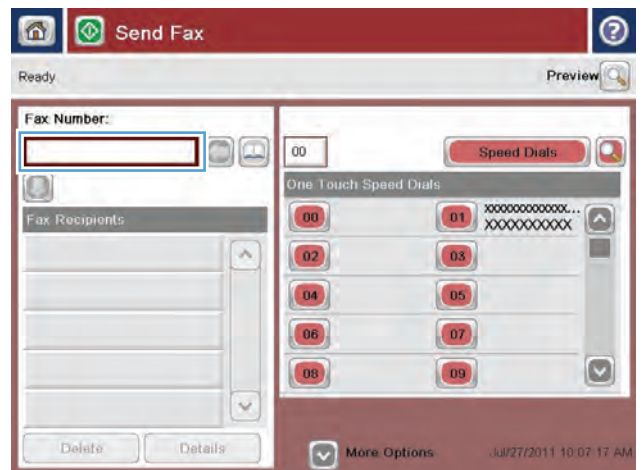 Send Fax
Ready
Preview
Fax Number:
00
Speed Dials
One Touch Speed Dials
Fax Recipients
00
01
XXXXXXXXXXXXX...
XXXXXXXXXX
02
03
04
05
06
07
08
09
Delete
Details
More Options
Jul/27/2011 10:07:17 AM